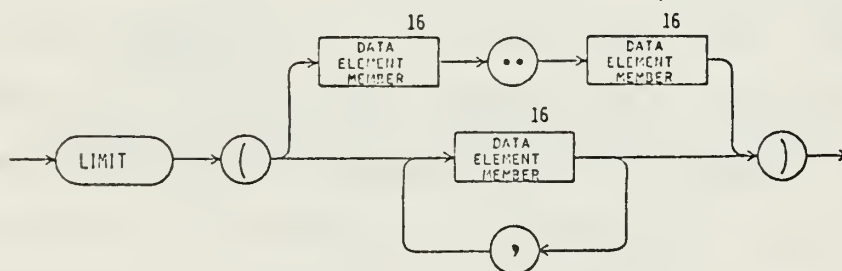 16
DATA
ELEMENT
MEMBER
..
16
DATA
ELEMENT
MEMBER
LIMIT
(
16
DATA
ELEMENT
MEMBER
)
,